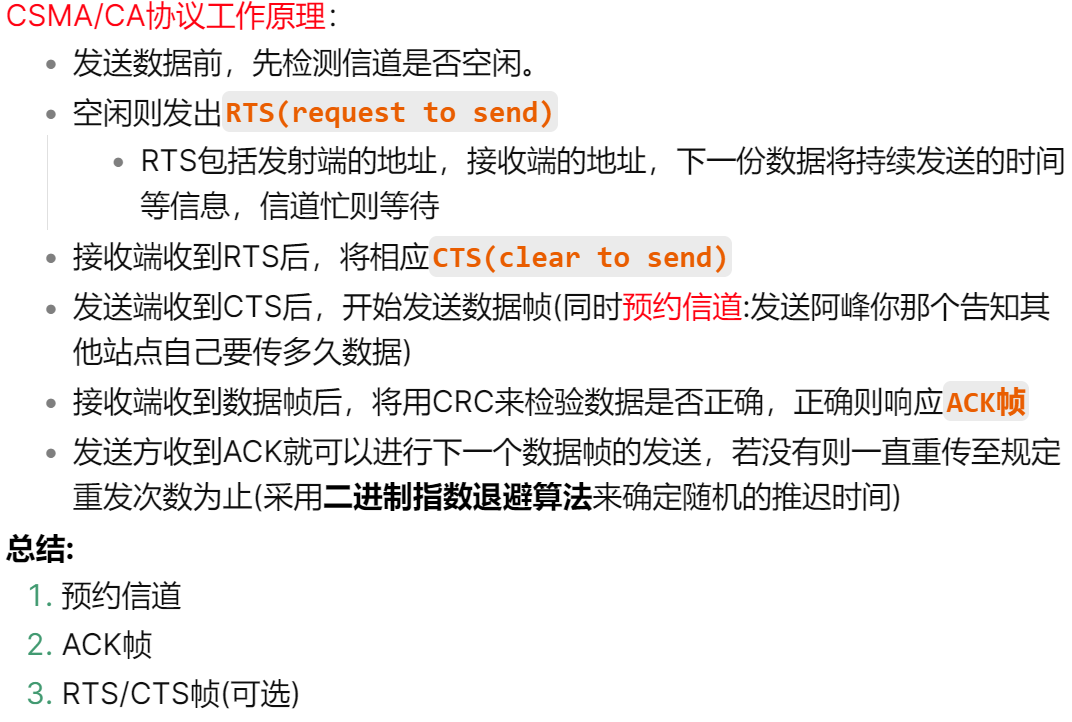 CSMA/CA协议工作原理：
发送数据前，先检测信道是否空闲。
空闲则发出RTS(request to send)
RTS包括发射端的地址，接收端的地址，下一份数据将持续发送的时间
等信息，信道忙则等待
接收端收到RTS后，将相应CTS(clear to send)
发送端收到CTS后，开始发送数据帧(同时预约信道:发送阿峰你那个告知其
他站点自己要传多久数据)
接收端收到数据帧后，将用CRC来检验数据是否正确，正确则响应ACK帧
发送方收到ACK就可以进行下一个数据帧的发送，若没有则一直重传至规定
重发次数为止(采用二进制指数退避算法来确定随机的推迟时间)
总结:
1. 预约信道
2. ACK帧
3. RTS/CTS帧(可选)